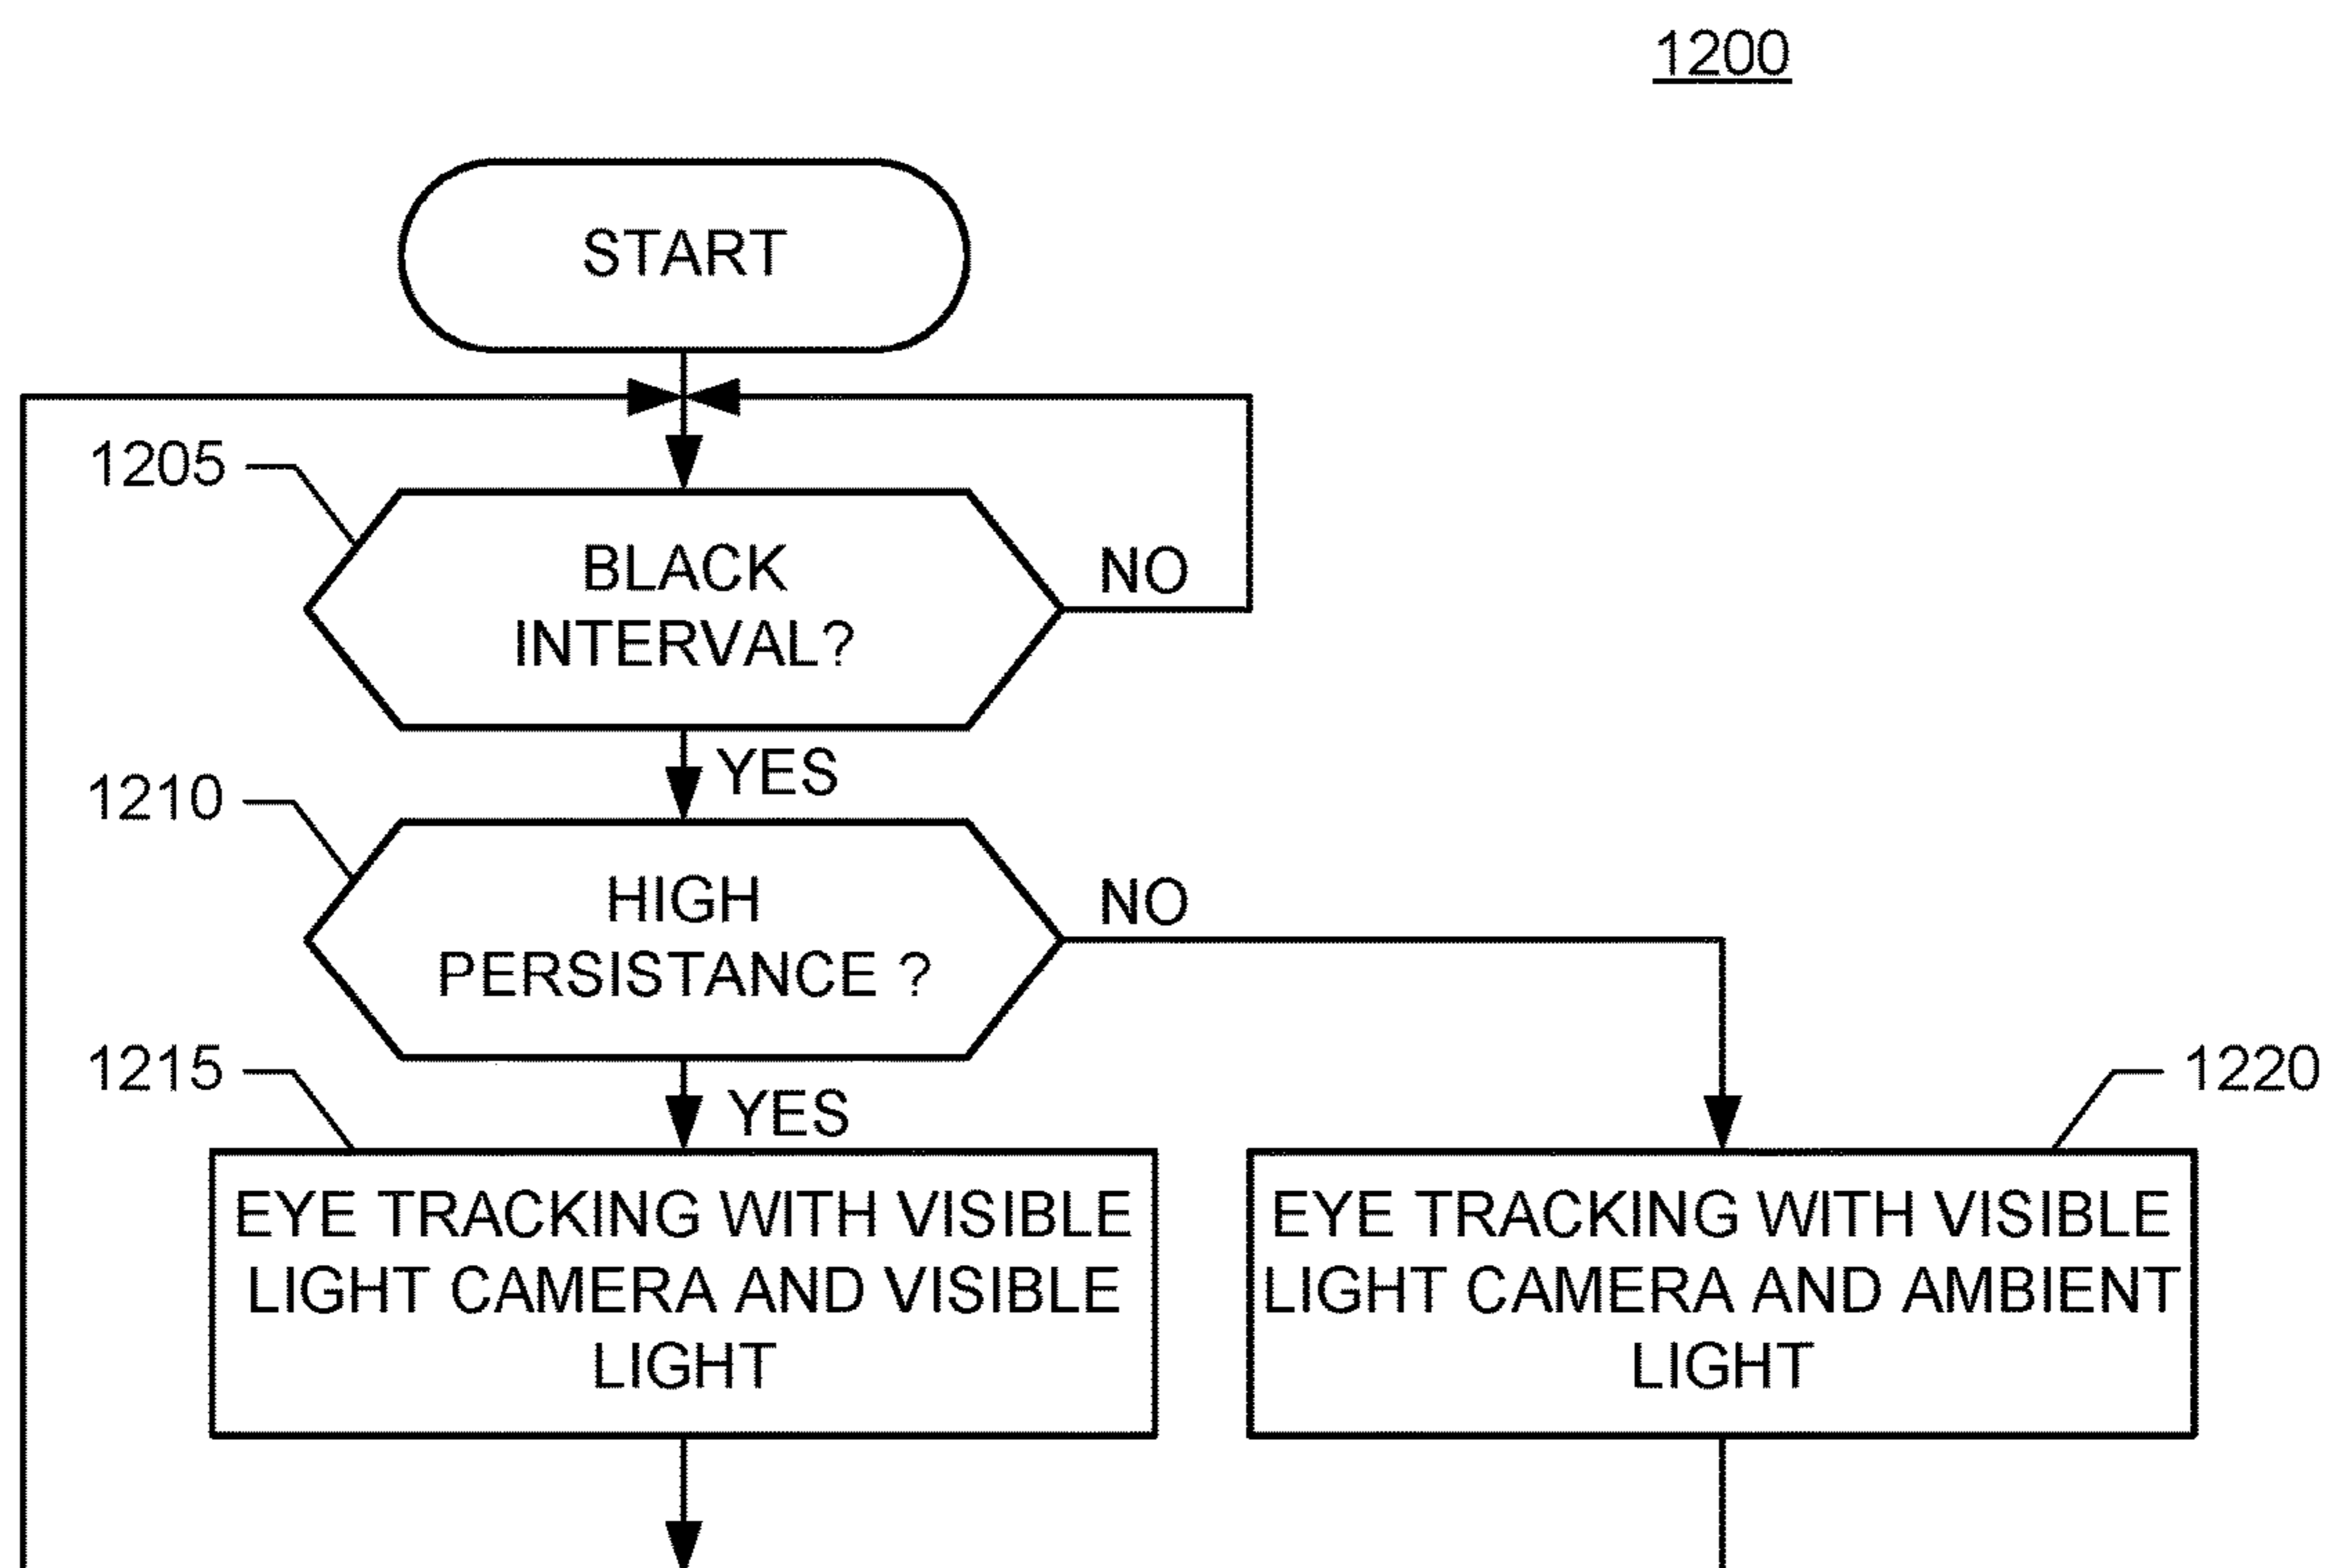 1200
START
1205
BLACK
INTERVAL?
NO
YES
1210
HIGH
PERSISTANCE ?
NO
1215
YES
1220
EYE TRACKING WITH VISIBLE
LIGHT CAMERA AND VISIBLE
LIGHT
EYE TRACKING WITH VISIBLE
LIGHT CAMERA AND AMBIENT
LIGHT